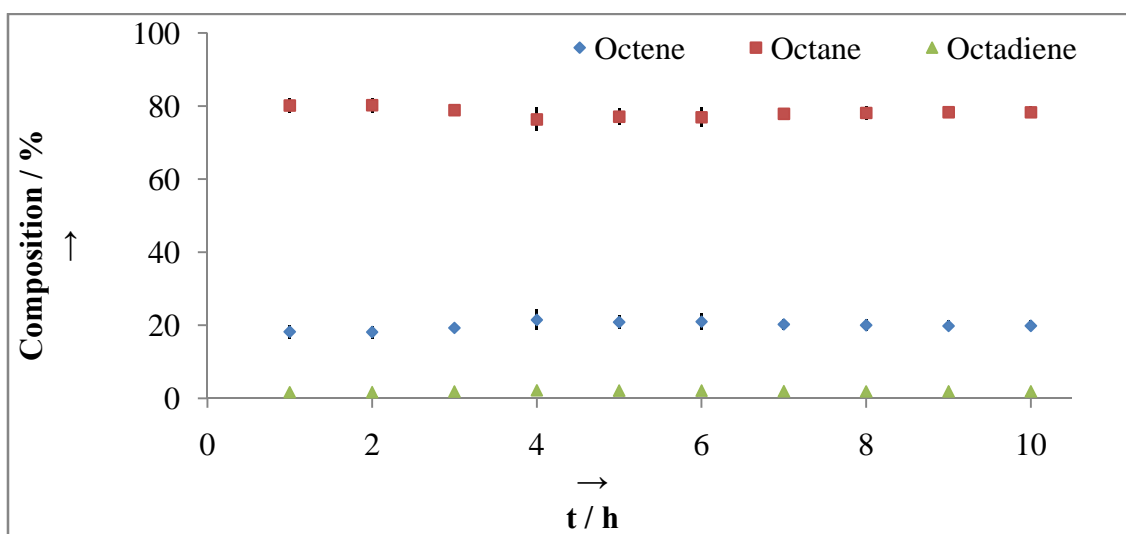 100
Octene Octane Octadiene
80
60
40
20
0
Composition / %
→
0 2 4 6 8 10
→
t / h